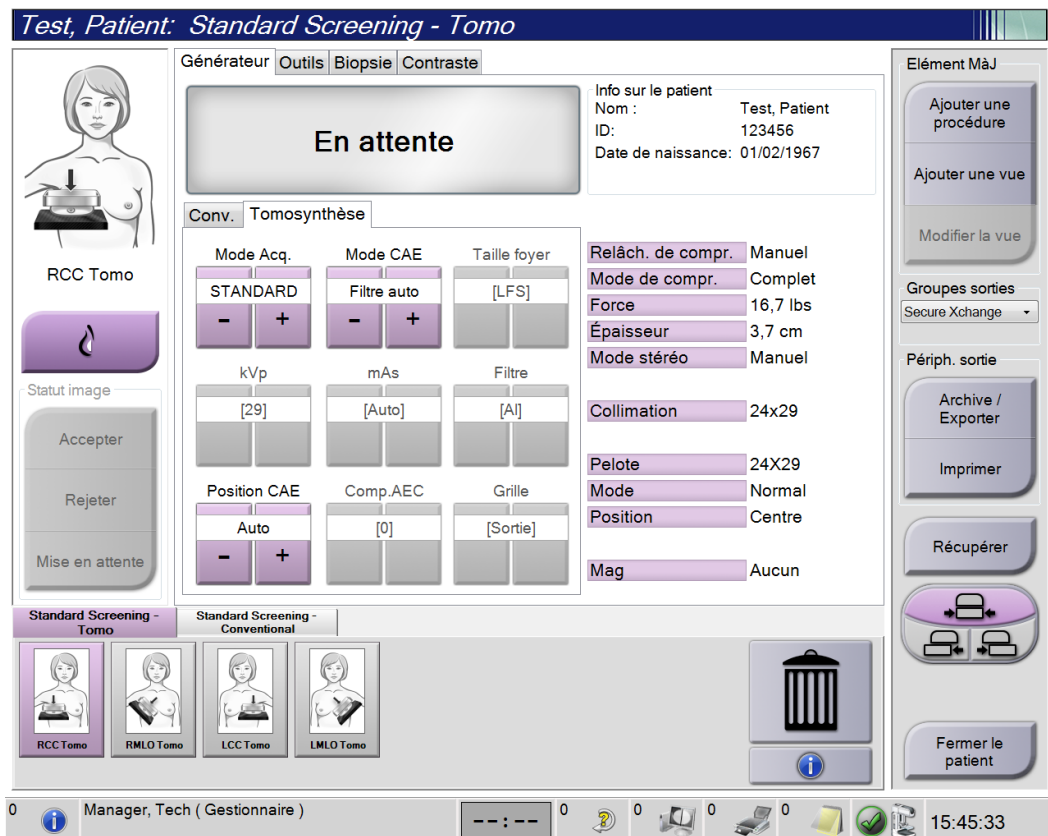 Test, Patient: Standard Screening - Tomo
Générateur Outils Biopsie Contraste
En attente
Info sur le patient
Nom : Test, Patient
ID: 123456
Date de naissance: 01/02/1967
RCC Tomo
Statut image
Accepter
Rejeter
Mise en attente
Conv. Tomosynthèse
Mode Acq. Mode CAE Taille foyer
STANDARD Filtre auto [LFS]
- + - +
kVp mAs Filtre
[29] [Auto] [Al]
Position CAE Comp.AEC Grille
Auto [0] [Sortie]
- +
Relâch. de compr. Manuel
Mode de compr. Complet
Force 16,7 lbs
Épaisseur 3,7 cm
Mode stéréo Manuel
Collimation 24x29
Pelote 24X29
Mode Normal
Position Centre
Mag Aucun
Elément MàJ
Ajouter une
procédure
Ajouter une vue
Modifier la vue
Groupes sorties
Secure Xchange
Périph. sortie
Archive /
Exporter
Imprimer
Récupérer
Fermer le
patient
Standard Screening -
Tomo
Standard Screening -
Conventional
RCC Tomo RMLO Tomo LCC Tomo LMLO Tomo
0 Manager, Tech ( Gestionnaire ) --:-- 0 0 0 0 15:45:33